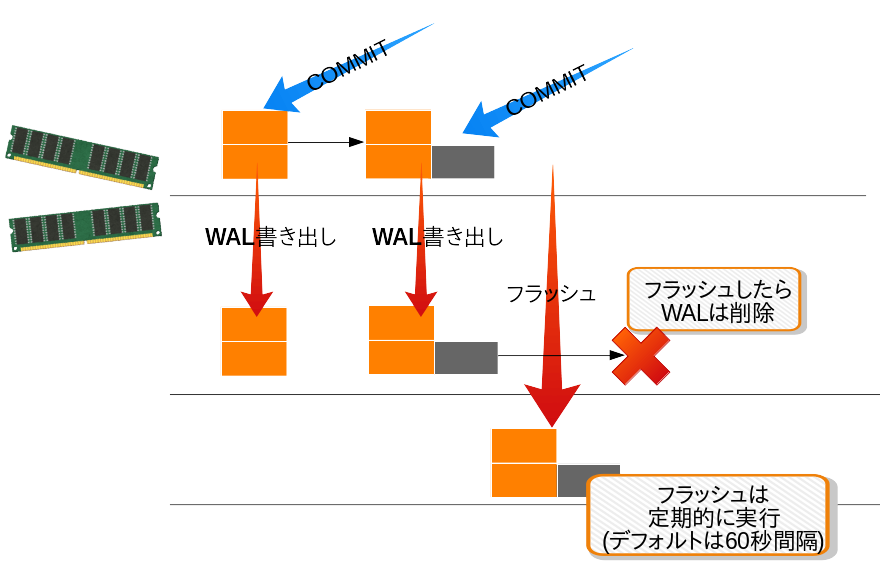 COMMIT
COMMIT
WAL書き出し
WAL書き出し
フラッシュ
フラッシュしたら
WALは削除
フラッシュは
定期的に実行
(デフォルトは60秒間隔)